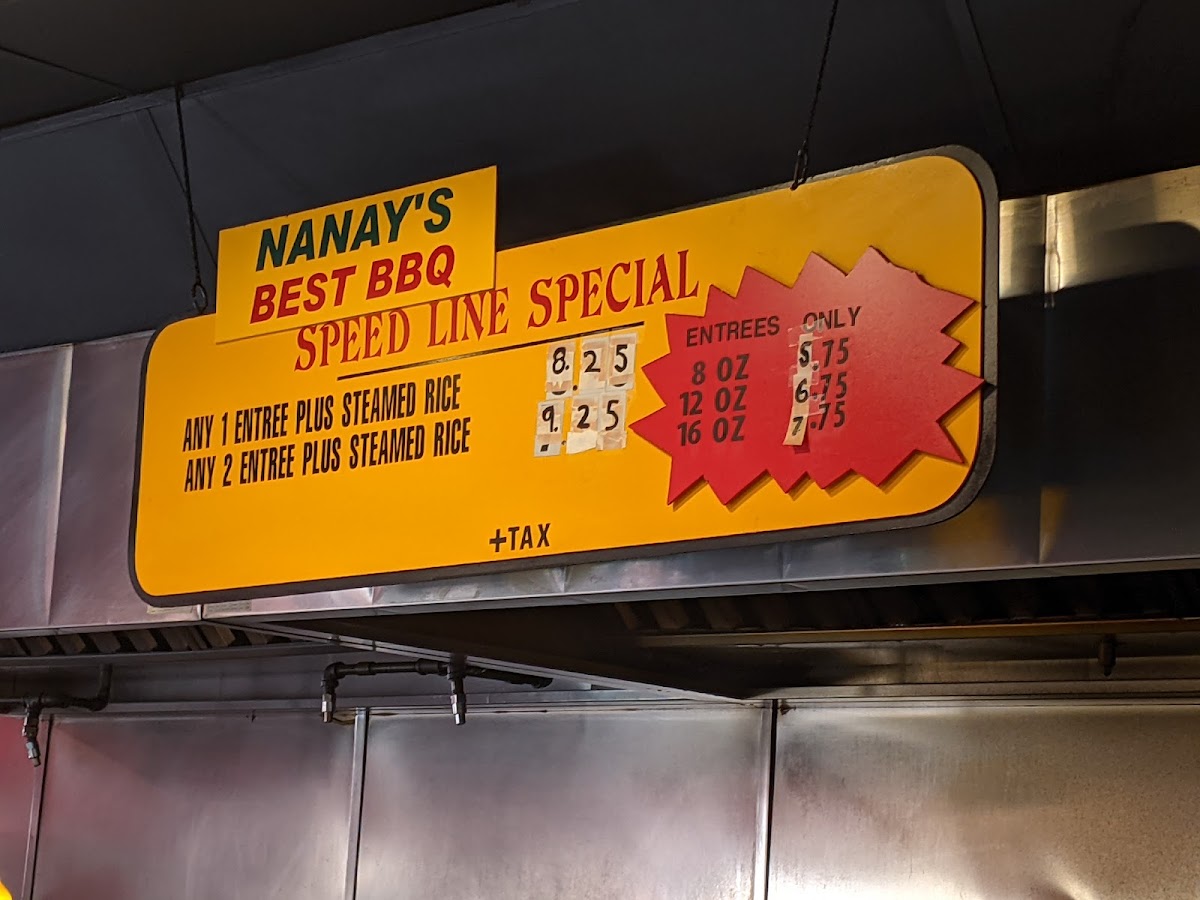 NANAY'S
BEST BBQ
SPEED LINE SPECIAL
ANY 1 ENTREE PLUS STEAMED RICE 8.25
ANY 2 ENTREE PLUS STEAMED RICE 9.25
+TAX
ENTREES ONLY
8 OZ 5.75
12 OZ 6.75
16 OZ 7.75